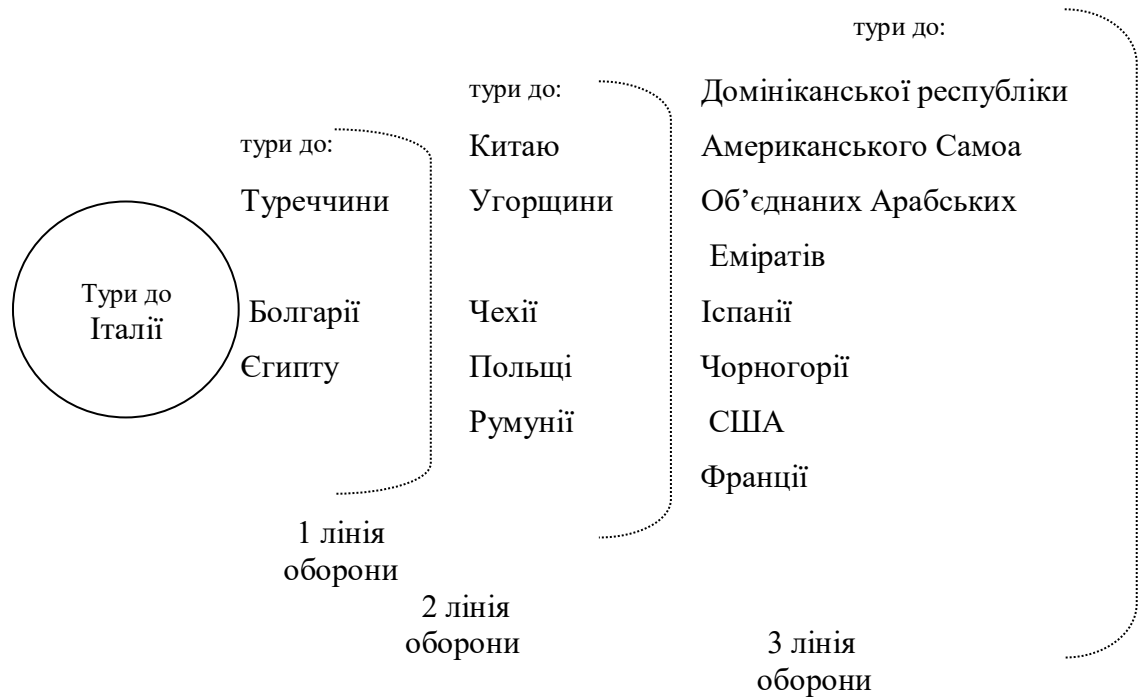 Тури до
Італії
тури до:
Туреччини
Болгарії
Єгипту
1 лінія
оборони
тури до:
Китаю
Угорщини
Чехії
Польщі
Румунії
2 лінія
оборони
тури до:
Домініканської республіки
Американського Самоа
Об’єднаних Арабських
Еміратів
Іспанії
Чорногорії
США
Франції
3 лінія
оборони